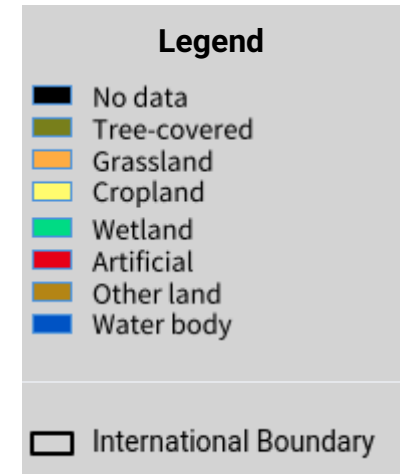 Legend
No data
Tree-covered
Grassland
Cropland
Wetland
Artificial
Other land
Water body
International Boundary